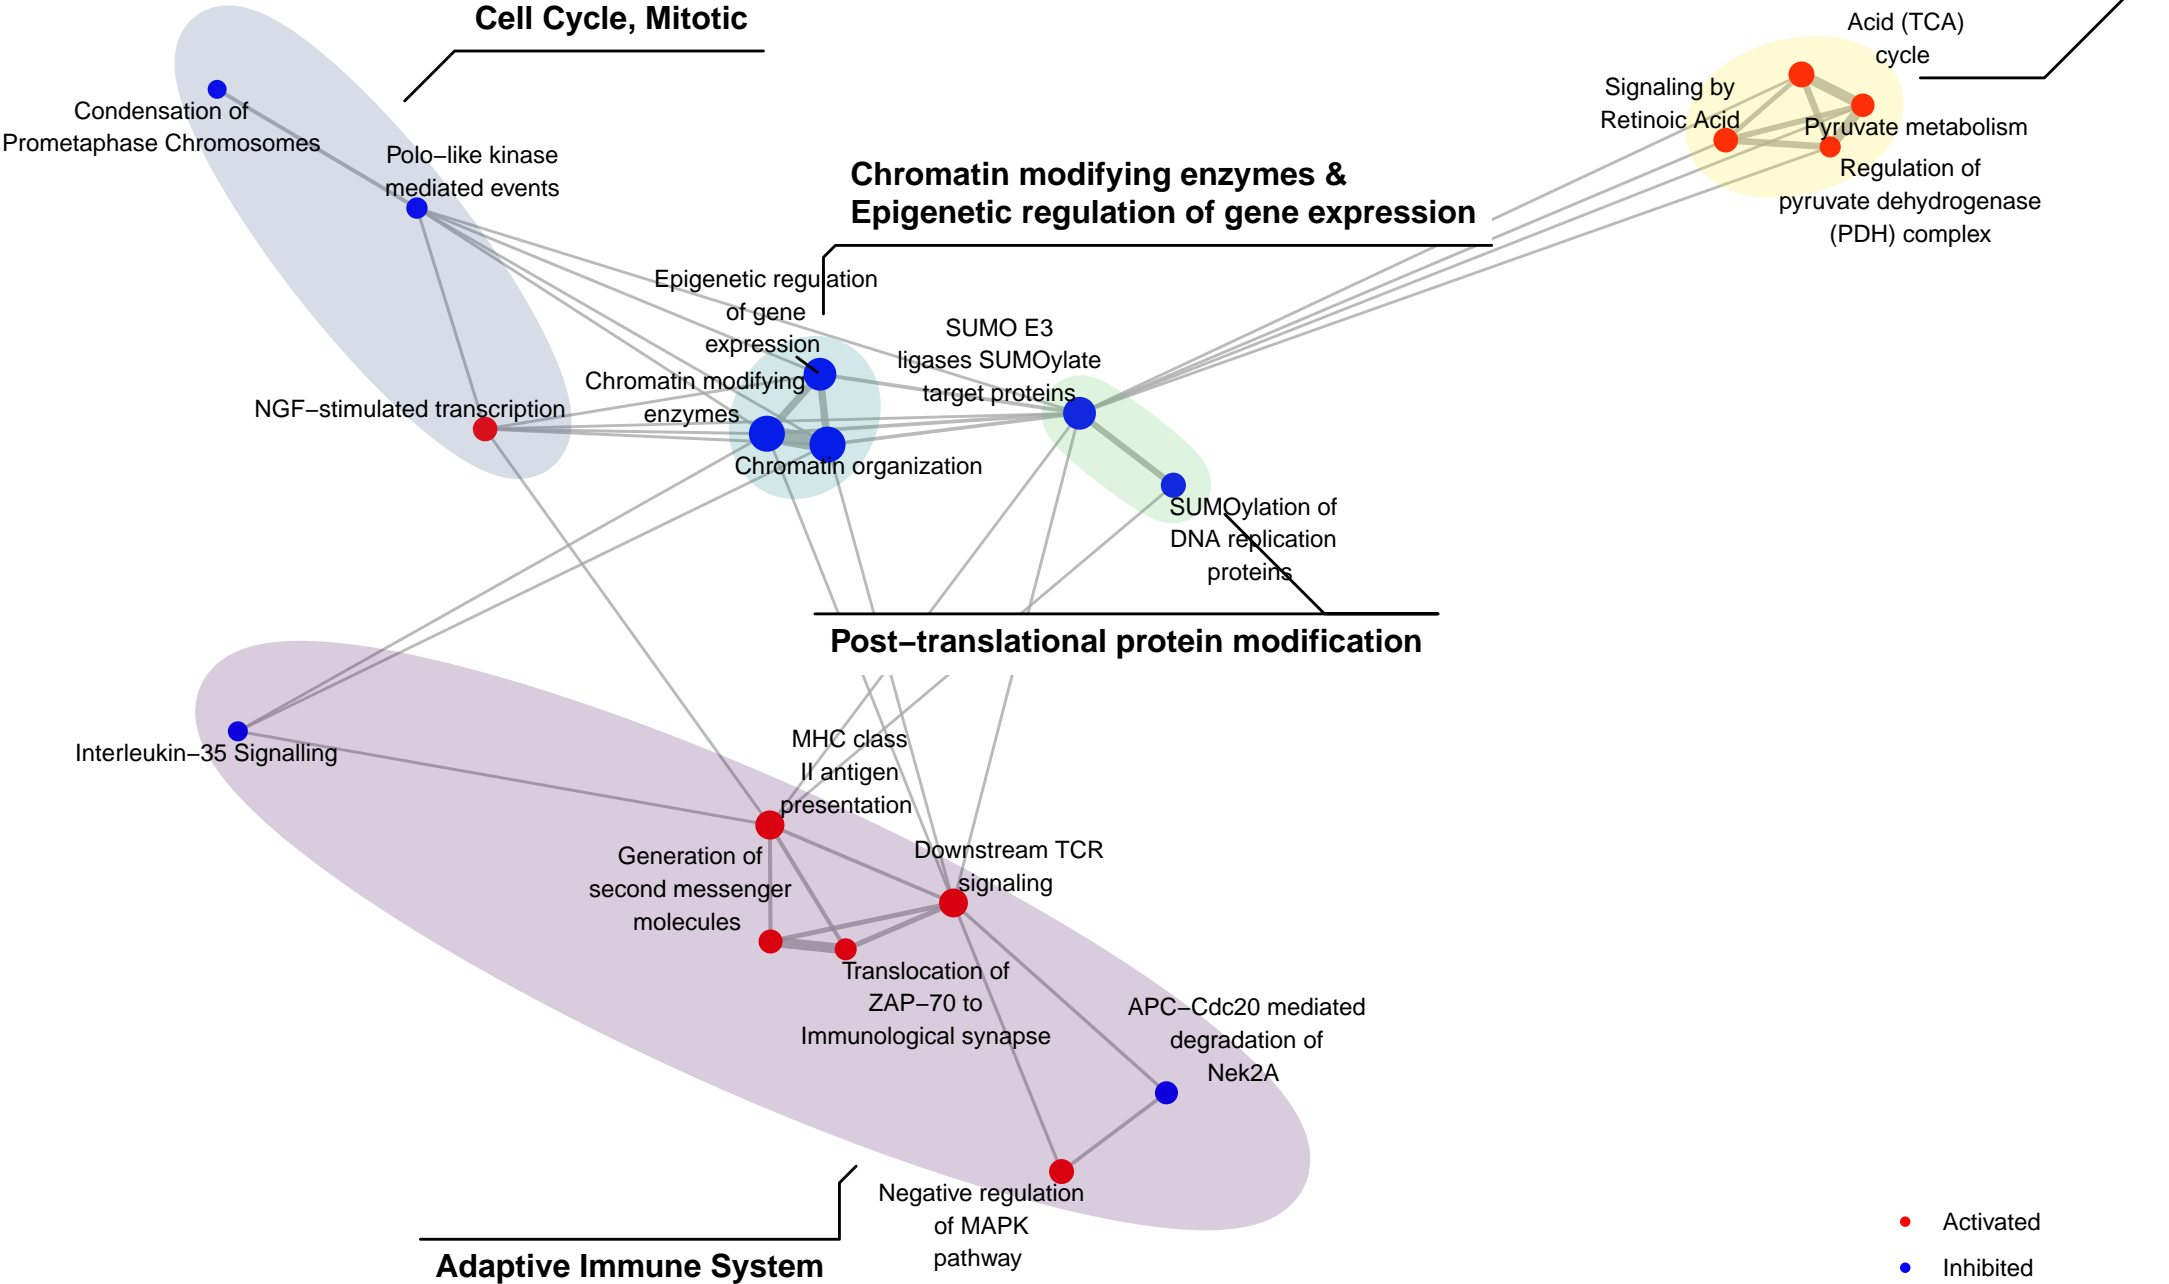 Cell Cycle, Mitotic
Acid (TCA)
cycle
Condensation of
Prometaphase Chromosomes
Polo–like kinase
mediated events
Signaling by
Retinoic Acid
Pyruvate metabolism
Regulation of
pyruvate dehydrogenase
(PDH) complex
Chromatin modifying enzymes &
Epigenetic regulation of gene expression
Epigenetic regulation
of gene
expression
SUMO E3
ligases SUMOylate
target proteins
Chromatin modifying
enzymes
NGF–stimulated transcription
Chromatin organization
SUMOylation of
DNA replication
proteins
Post–translational protein modification
Interleukin–35 Signalling
MHC class
II antigen
presentation
Generation of
second messenger
molecules
Downstream TCR
signaling
Translocation of
ZAP–70 to
Immunological synapse
APC–Cdc20 mediated
degradation of
Nek2A
Negative regulation
of MAPK
pathway
Adaptive Immune System
Activated
Inhibited